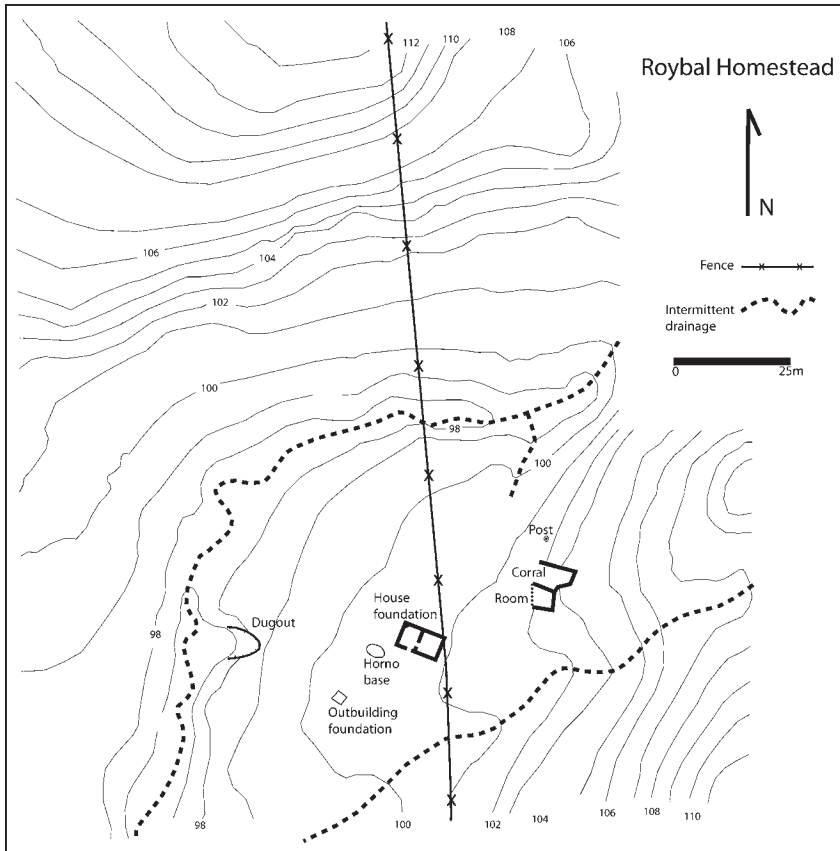 112
110
108
106
Roybal Homestead
N
106
104
102
Fence
Intermittent
drainage
0
25m
100
98
100
Post
Corral
House
foundation
Room
Dugout
98
Horno
base
Outbuilding
foundation
98
100
102
104
106
108
110